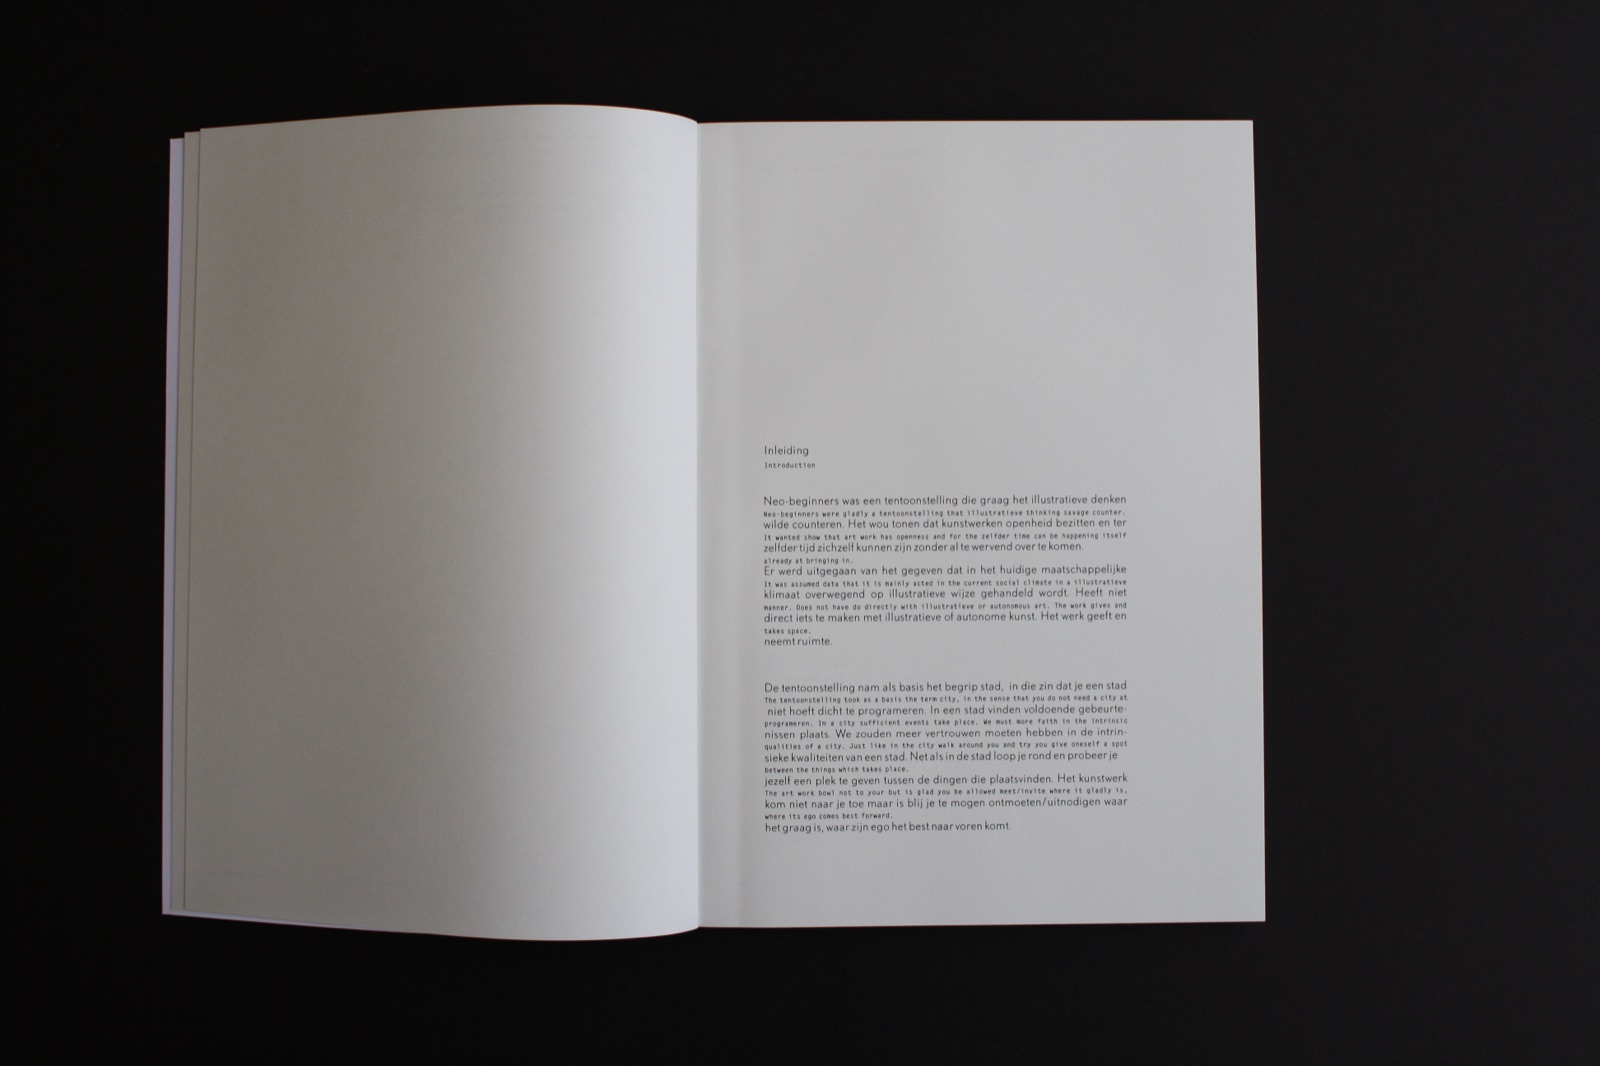 Inleiding
Introduction
Neo-beginners was een tentoonstelling die graag het illustratieve denken
Neo-beginners were gladly a tentoonstelling that illustratieve thinking savage counter.
wilde counteren. Het wou tonen dat kunstwerken openheid bezitten en ter
It wanted show that art work has openness and for the zelfder time can be happening itself
zelfder tijd zichzelf kunnen zijn zonder al te wervend over te komen.
already at bringing in.
Er werd uitgegaan van het gegeven dat in het huidige maatschappelijke
It was assumed data that it is mainly acted in the current social climate in a illustratieve
klimaat overwegend op illustratieve wijze gehandeld wordt. Heeft niet
manner. Does not have do directly with illustratieve or autonomous art. The work gives and
direct iets te maken met illustratieve of autonome kunst. Het werk geeft en
takes space.
neemt ruimte.
De tentoonstelling nam als basis het begrip stad, in die zin dat je een stad
The tentoonstelling took as a basis the term city, in the sense that you do not need a city at
niet hoeft dicht te programeren. In een stad vinden voldoende gebeurte-
programeren. In a city sufficient events take place. We must more faith in the intrinsic
nissen plaats. We zouden meer vertrouwen moeten hebben in de intrin-
qualities of a city. Just like in the city walk around you and try you give oneself a spot
sieke kwaliteiten van een stad. Net als in de stad loop je rond en probeer je
between the things which takes place.
jezelf een plek te geven tussen de dingen die plaatsvinden. Het kunstwerk
The art work bowl not to your but is glad you be allowed meet/invite where it gladly is,
kom niet naar je toe maar is blij je te mogen ontmoeten/uitnodigen waar
where its ego comes best forward.
het graag is, waar zijn ego het best naar voren komt.